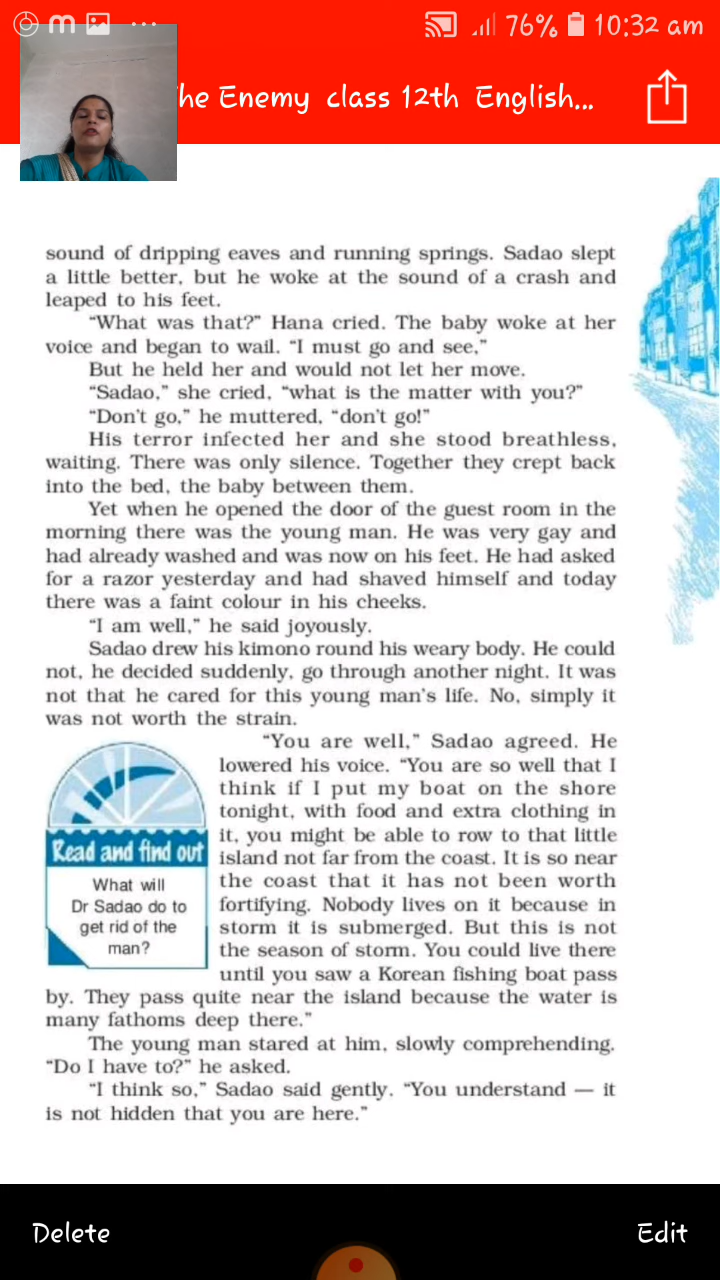 m ... 76% 10:32 am
he Enemy class 12th English...
sound of dripping eaves and running springs. Sadao slept
a little better, but he woke at the sound of a crash and
leaped to his feet.
“What was that?” Hana cried. The baby woke at her
voice and began to wail. “I must go and see,”
But he held her and would not let her move.
“Sadao,” she cried, “what is the matter with you?”
“Don’t go,” he muttered, “don’t go!”
His terror infected her and she stood breathless,
waiting. There was only silence. Together they crept back
into the bed, the baby between them.
Yet when he opened the door of the guest room in the
morning there was the young man. He was very gay and
had already washed and was now on his feet. He had asked
for a razor yesterday and had shaved himself and today
there was a faint colour in his cheeks.
“I am well,” he said joyously.
Sadao drew his kimono round his weary body. He could
not, he decided suddenly, go through another night. It was
not that he cared for this young man’s life. No, simply it
was not worth the strain.
“You are well,” Sadao agreed. He
lowered his voice. “You are so well that I
think if I put my boat on the shore
tonight, with food and extra clothing in
it, you might be able to row to that little
island not far from the coast. It is so near
the coast that it has not been worth
fortifying. Nobody lives on it because in
storm it is submerged. But this is not
the season of storm. You could live there
until you saw a Korean fishing boat pass
by. They pass quite near the island because the water is
many fathoms deep there.”
Read and find out
What will
Dr Sadao do to
get rid of the
man?
The young man stared at him, slowly comprehending.
“Do I have to?” he asked.
“I think so,” Sadao said gently. “You understand — it
is not hidden that you are here.”
Delete Edit